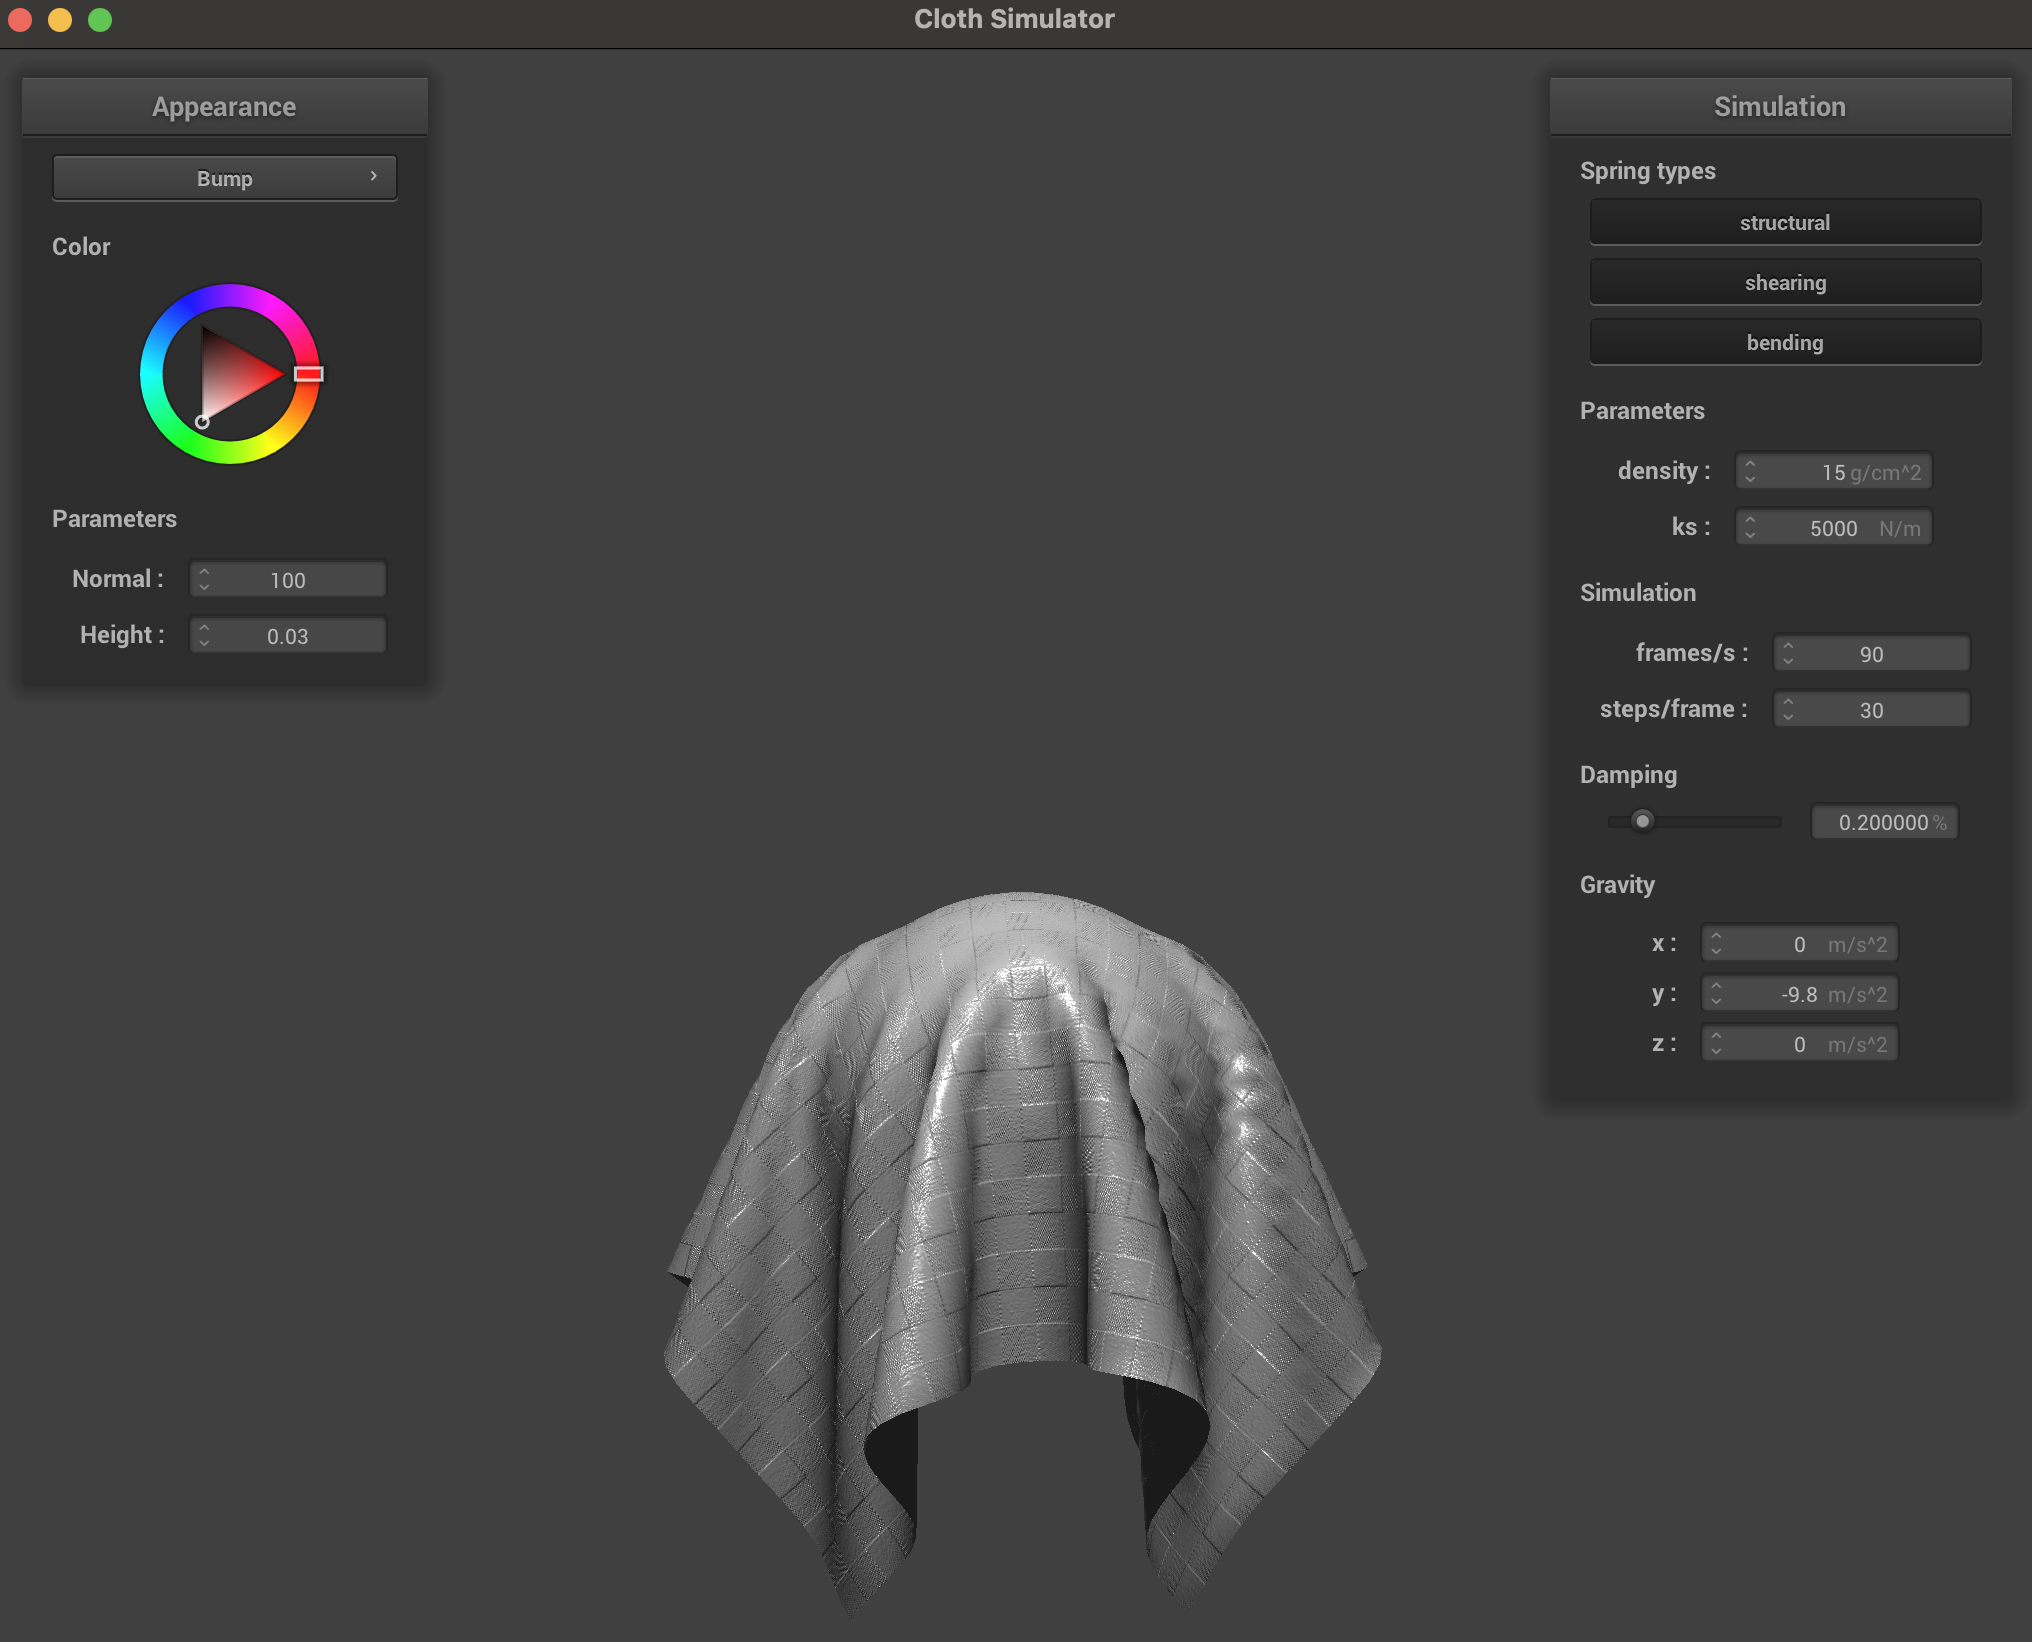 Cloth Simulator
Appearance
Bump
Color
Parameters
Normal : 100
Height : 0.03
Simulation
Spring types
structural
shearing
bending
Parameters
density : 15 g/cm^2
ks : 5000 N/m
Simulation
frames/s : 90
steps/frame : 30
Damping
0.200000 %
Gravity
x : 0 m/s^2
y : -9.8 m/s^2
z : 0 m/s^2